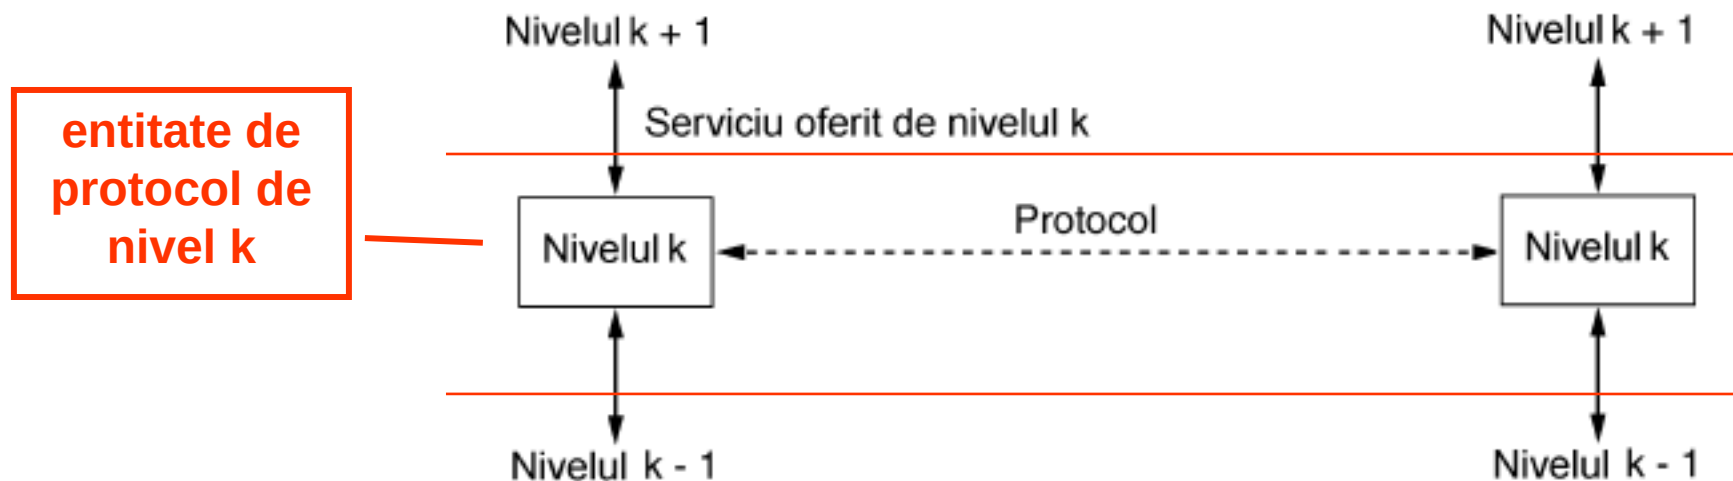 Nivelul k + 1
Nivelul k + 1
entitate de
protocol de
nivel k
Serviciu oferit de nivelul k
Protocol
Nivelul k
Nivelul k
Nivelul k - 1
Nivelul k - 1